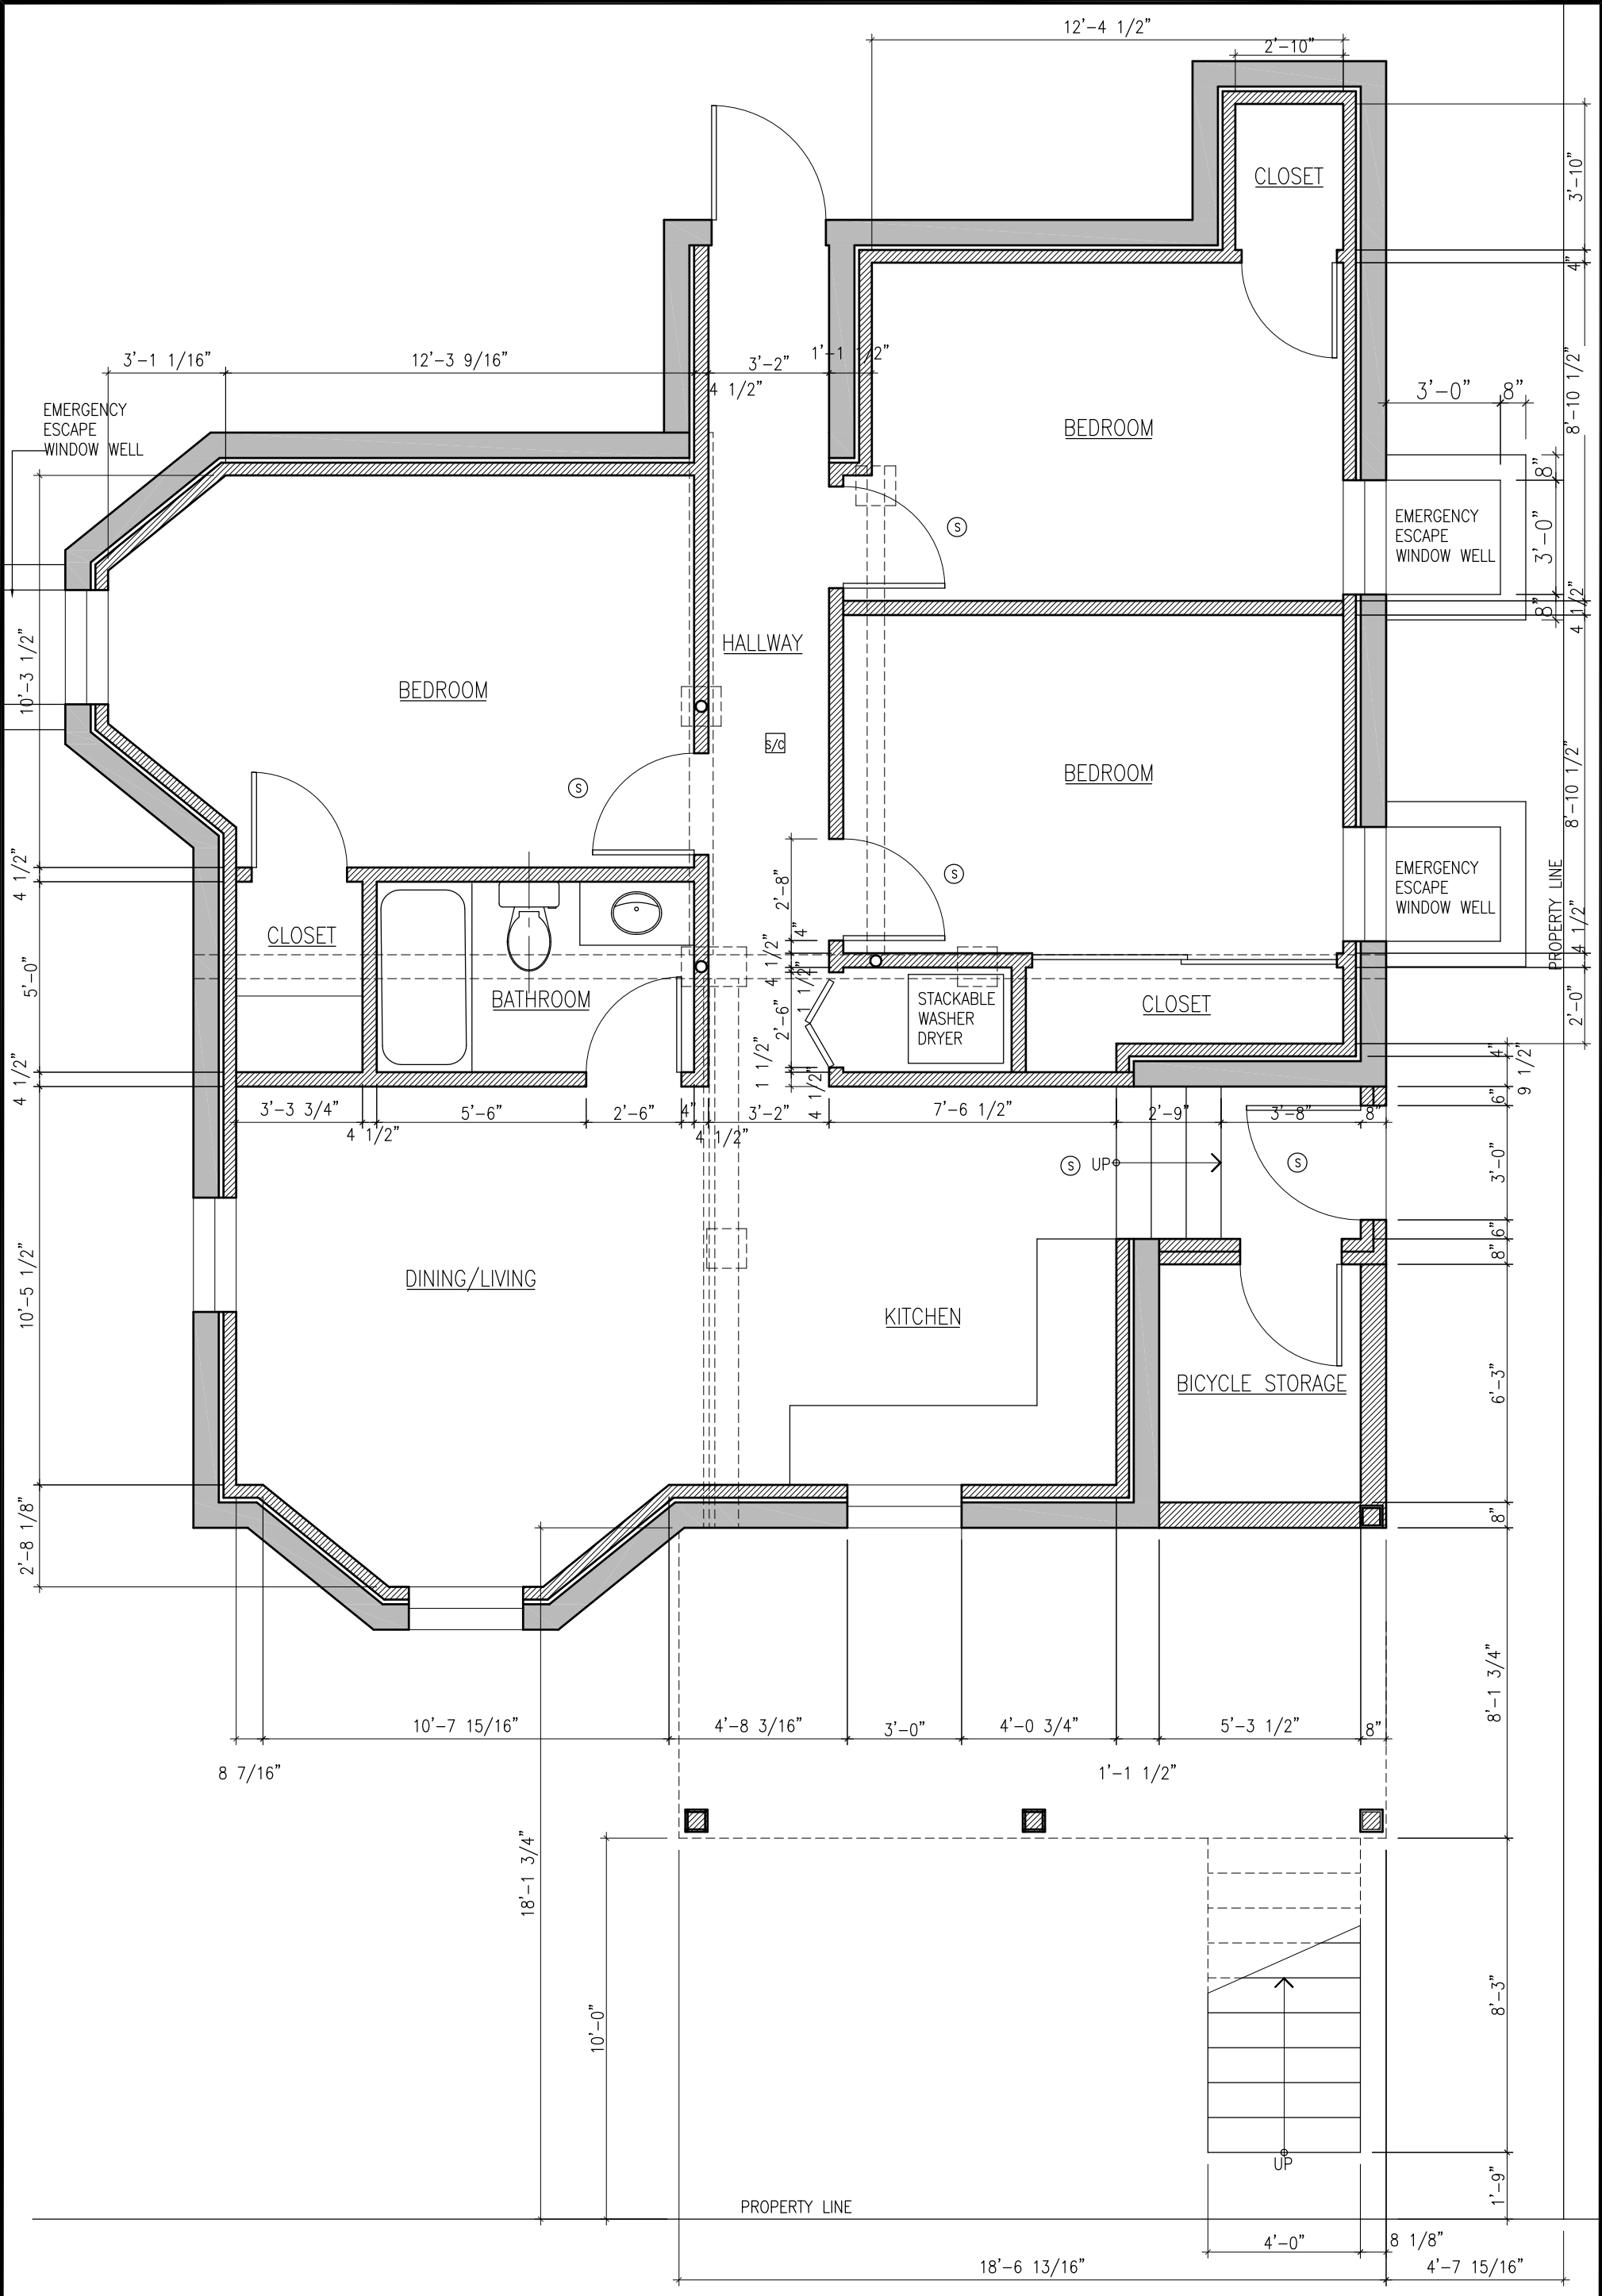 12'-4 1/2"
2'-10"
CLOSET
3'-10"
4"
3'-1 1/16"
12'-3 9/16"
4 1/2"
3'-2"
1'-1 1/2"
8'-10 1/2"
3'-0"
8"
EMERGENCY
ESCAPE
WINDOW WELL
BEDROOM
8"
3'-0"
8"
EMERGENCY
ESCAPE
WINDOW WELL
S
4 1/2"
HALLWAY
10'-3 1/2"
BEDROOM
S/C
BEDROOM
S
S
8'-10 1/2"
PROPERTY LINE
EMERGENCY
ESCAPE
WINDOW WELL
4 1/2"
2'-8"
4"
4 1/2"
4 1/2"
1 1/2"
2'-6"
1 1/2"
4 1/2"
CLOSET
5'-0"
BATHROOM
STACKABLE
WASHER
DRYER
CLOSET
2'-0"
4"
9 1/2"
6"
4 1/2"
3'-3 3/4"
4 1/2"
5'-6"
2'-6"
4"
4 1/2"
3'-2"
7'-6 1/2"
2'-9"
3'-8"
8"
S
UP
S
3'-0"
6"
8"
10'-5 1/2"
DINING/LIVING
KITCHEN
BICYCLE STORAGE
6'-3"
8"
2'-8 1/8"
8'-1 3/4"
8 7/16"
10'-7 15/16"
4'-8 3/16"
3'-0"
4'-0 3/4"
1'-1 1/2"
5'-3 1/2"
8"
18'-1 3/4"
10'-0"
8'-3"
UP
1'-9"
PROPERTY LINE
4'-0"
8 1/8"
18'-6 13/16"
4'-7 15/16"